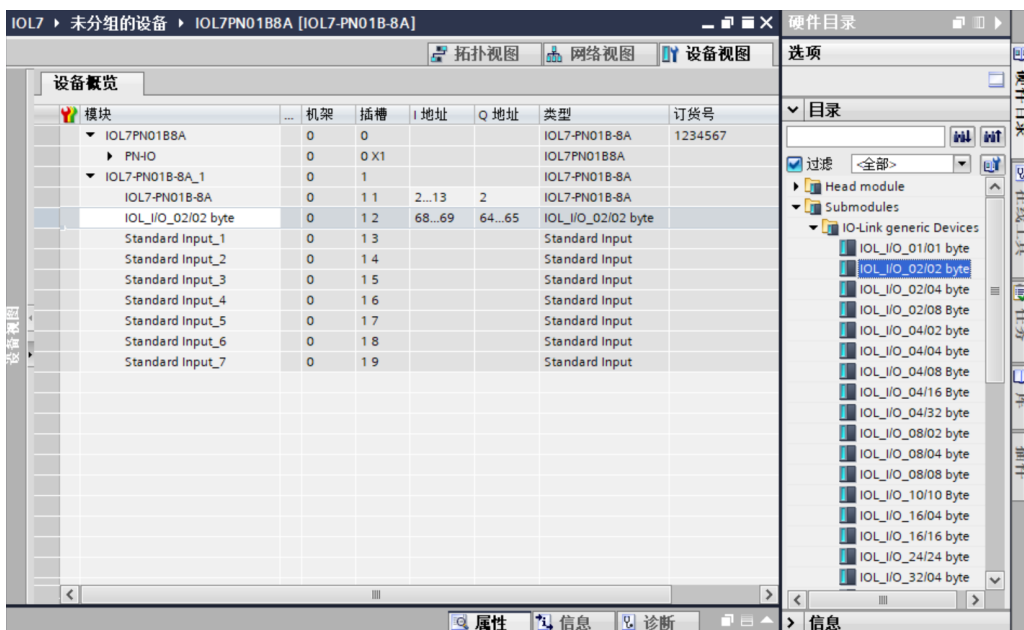 IOL7 ▸ 未分组的设备 ▸ IOL7PN01B8A [IOL7-PN01B-8A]
拓扑视图 网络视图 设备视图
设备概览
模块 ... 机架 插槽 I 地址 Q 地址 类型 订货号
IOL7PN01B8A 0 0 IOL7-PN01B-8A 1234567
PN-IO 0 0 X1 IOL7PN01B8A
IOL7-PN01B-8A_1 0 1 IOL7-PN01B-8A
IOL7-PN01B-8A 0 1 1 2...13 2 IOL7-PN01B-8A
IOL_I/O_02/02 byte 0 1 2 68...69 64...65 IOL_I/O_02/02 byte
Standard Input_1 0 1 3 Standard Input
Standard Input_2 0 1 4 Standard Input
Standard Input_3 0 1 5 Standard Input
Standard Input_4 0 1 6 Standard Input
Standard Input_5 0 1 7 Standard Input
Standard Input_6 0 1 8 Standard Input
Standard Input_7 0 1 9 Standard Input
设备视图
属性 信息 诊断
硬件目录
选项
目录
过滤 <全部>
Head module
Submodules
IO-Link generic Devices
IOL_I/O_01/01 byte
IOL_I/O_02/02 byte
IOL_I/O_02/04 byte
IOL_I/O_02/08 Byte
IOL_I/O_04/02 byte
IOL_I/O_04/04 byte
IOL_I/O_04/08 Byte
IOL_I/O_04/16 Byte
IOL_I/O_04/32 byte
IOL_I/O_08/02 byte
IOL_I/O_08/04 byte
IOL_I/O_08/08 byte
IOL_I/O_10/10 Byte
IOL_I/O_16/04 byte
IOL_I/O_16/16 byte
IOL_I/O_24/24 byte
IOL_I/O_32/04 byte
信息